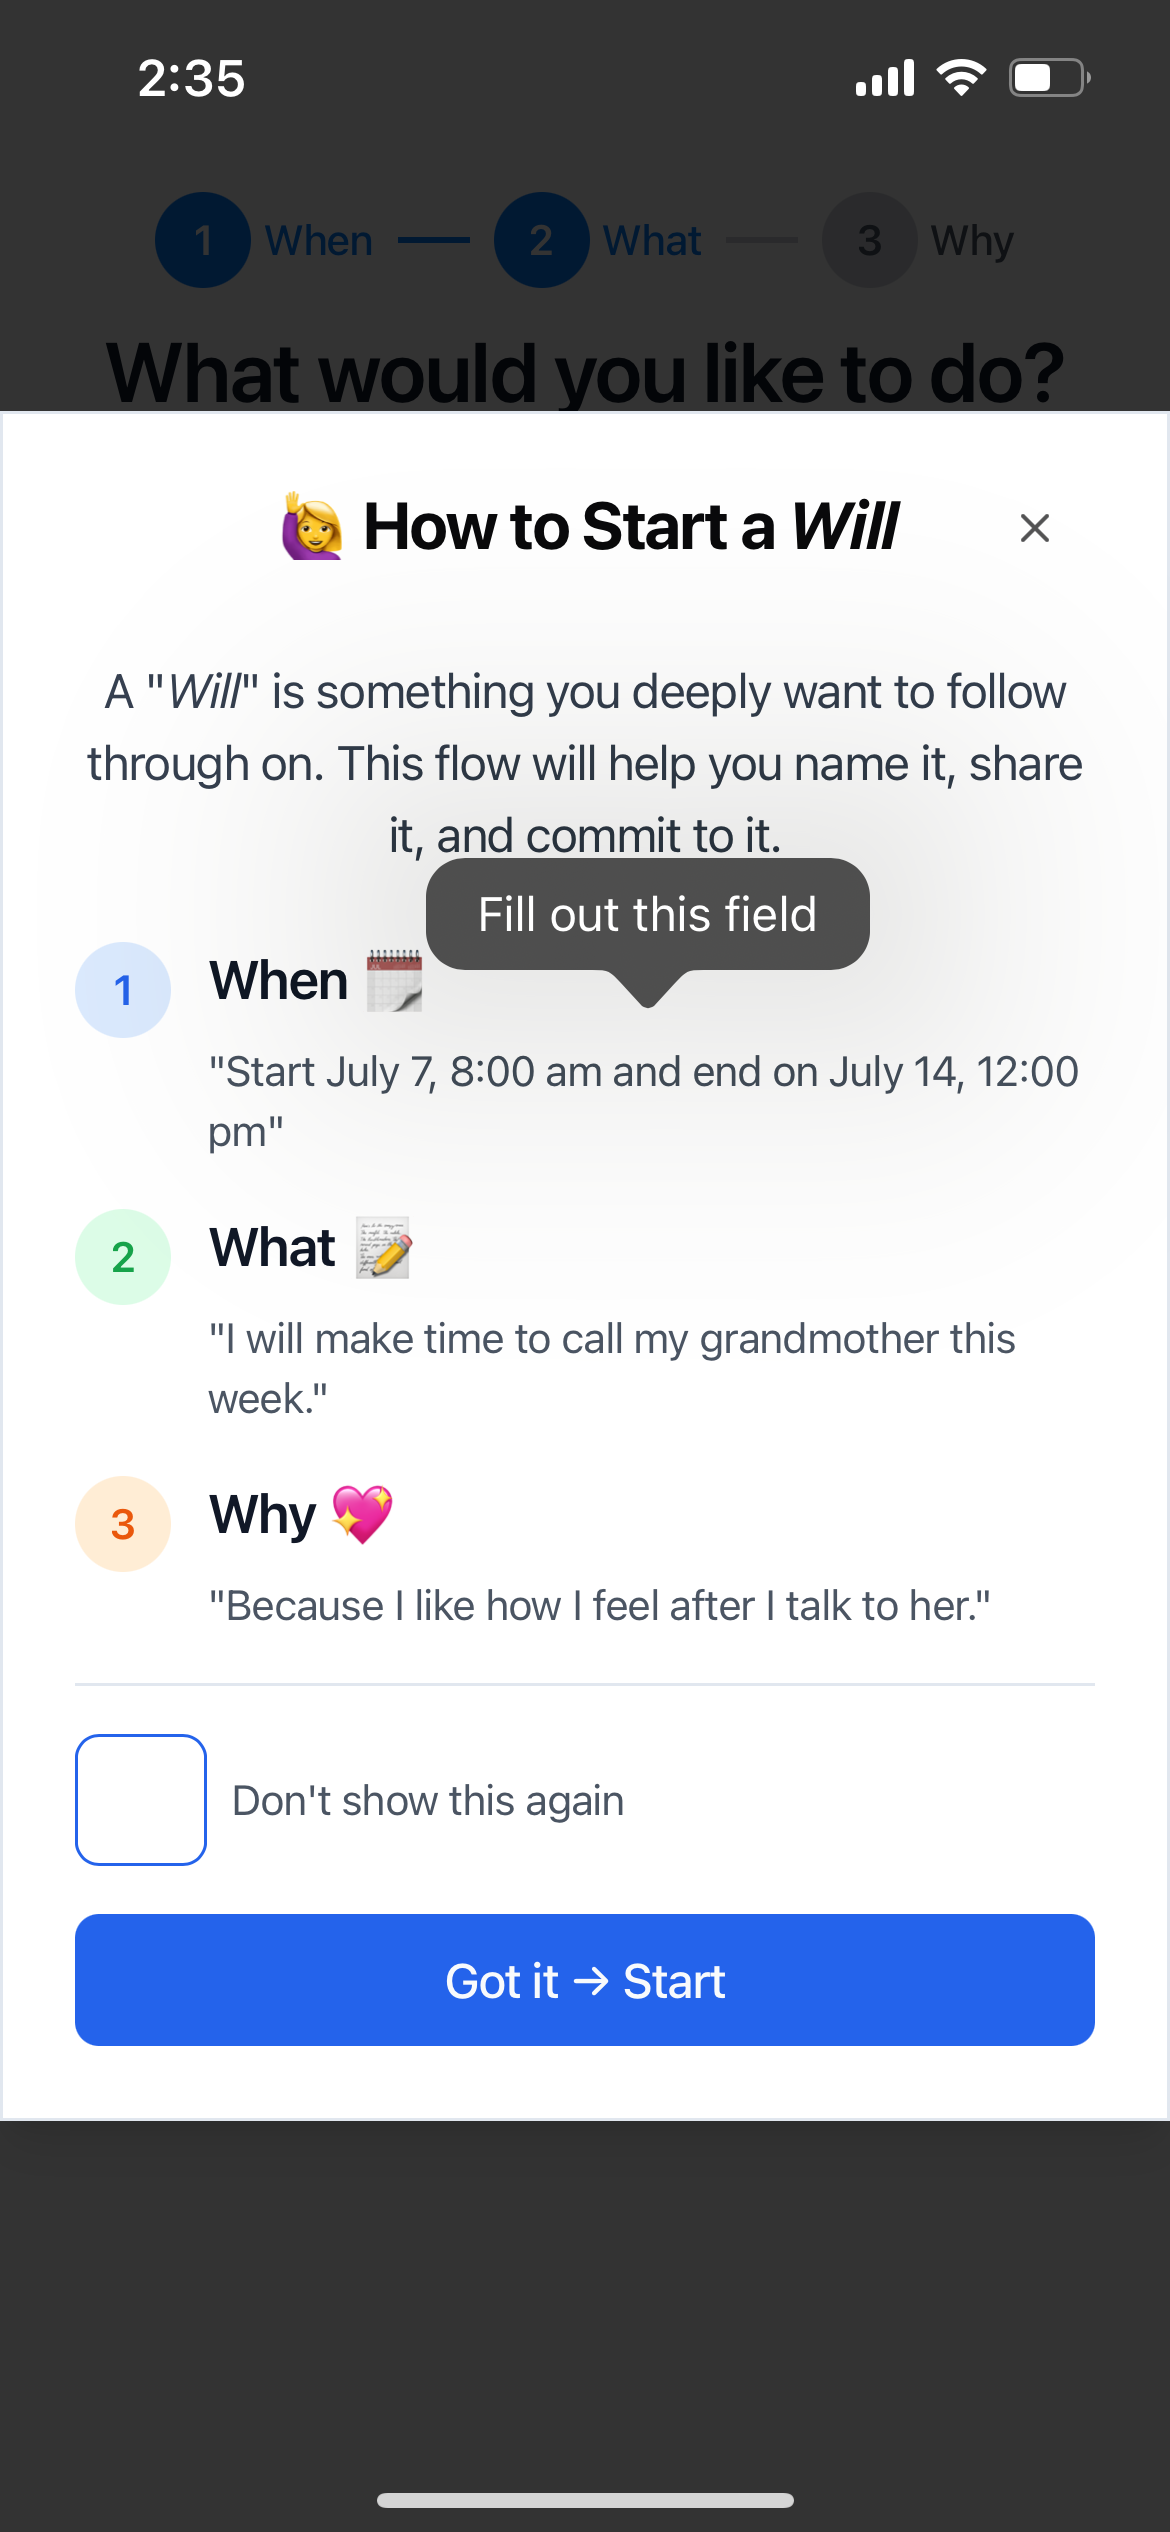 2:35
1 When 2 What 3 Why
What would you like to do?
🙋‍♀️ How to Start a Will
A "Will" is something you deeply want to follow
through on. This flow will help you name it, share
it, and commit to it.
Fill out this field
1 When 🗓️
"Start July 7, 8:00 am and end on July 14, 12:00
pm"
2 What 📝
"I will make time to call my grandmother this
week."
3 Why 💖
"Because I like how I feel after I talk to her."
Don't show this again
Got it → Start